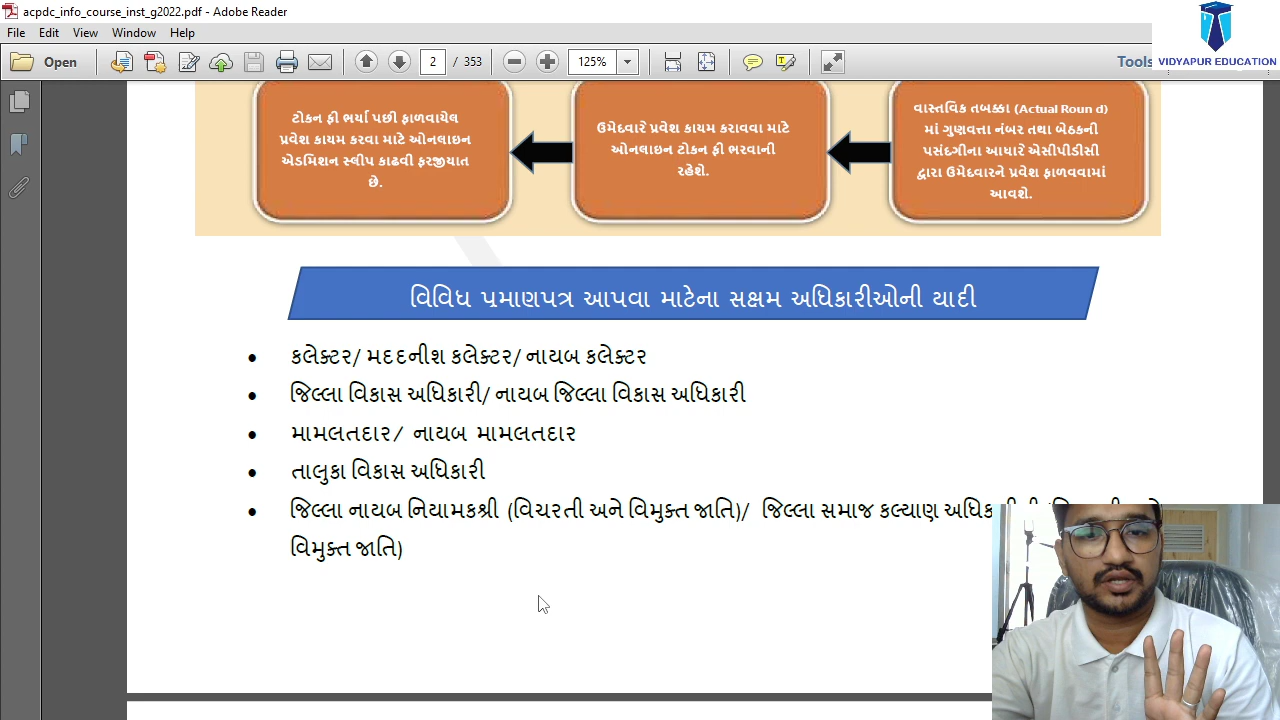 acpdc_info_course_inst_g2022.pdf - Adobe Reader
File Edit View Window Help
Open
2 / 353
125%
Tools
VIDYAPUR EDUCATION
ટોકન ફી ભર્યા પછી ફાળવાયેલ
પ્રવેશ કાયમ કરવા માટે ઓનલાઇન
એડમિશન સ્લીપ કાઢવી ફરજીયાત
છે.
ઉમેદવારે પ્રવેશ કાયમ કરાવવા માટે
ઓનલાઇન ટોકન ફી ભરવાની
રહેશે.
વાસ્તવિક તબક્કા (Actual Roun d)
માં ગુણવત્તા નંબર તથા બેઠકની
પસંદગીના આધારે એસીપીડીસી
દ્વારા ઉમેદવારને પ્રવેશ ફાળવવામાં
આવશે.
વિવિધ પ્રમાણપત્ર આપવા માટેના સક્ષમ અધિકારીઓની યાદી
• કલેક્ટર/ મદદનીશ કલેક્ટર/ નાયબ કલેક્ટર
• જિલ્લા વિકાસ અધિકારી/ નાયબ જિલ્લા વિકાસ અધિકારી
• મામલતદાર/ નાયબ મામલતદાર
• તાલુકા વિકાસ અધિકારી
• જિલ્લા નાયબ નિયામકશ્રી (વિચરતી અને વિમુક્ત જાતિ)/ જિલ્લા સમાજ કલ્યાણ
વિમુક્ત જાતિ)